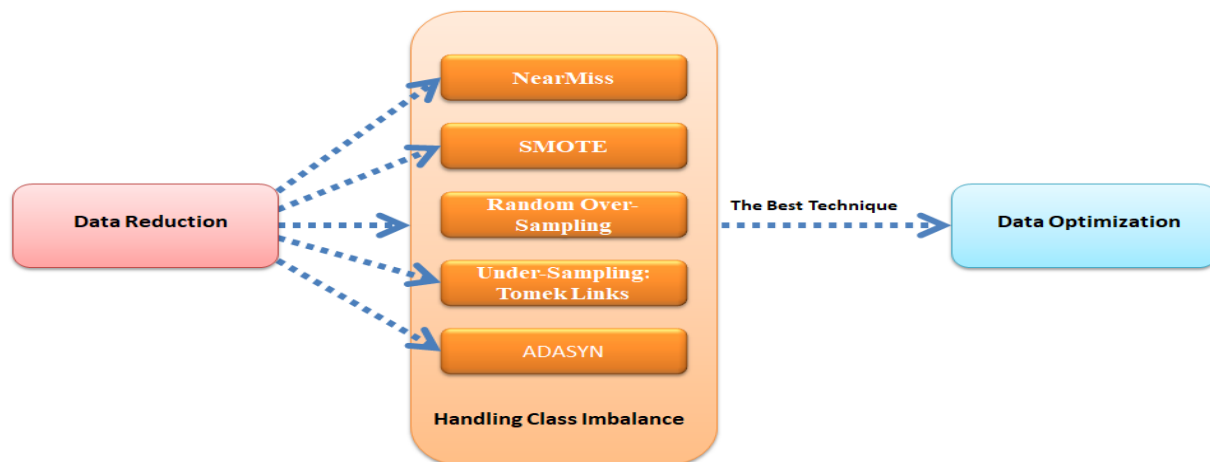 Data Reduction
NearMiss
SMOTE
Random Over-
Sampling
Under-Sampling:
Tomek Links
ADASYN
Handling Class Imbalance
The Best Technique
Data Optimization